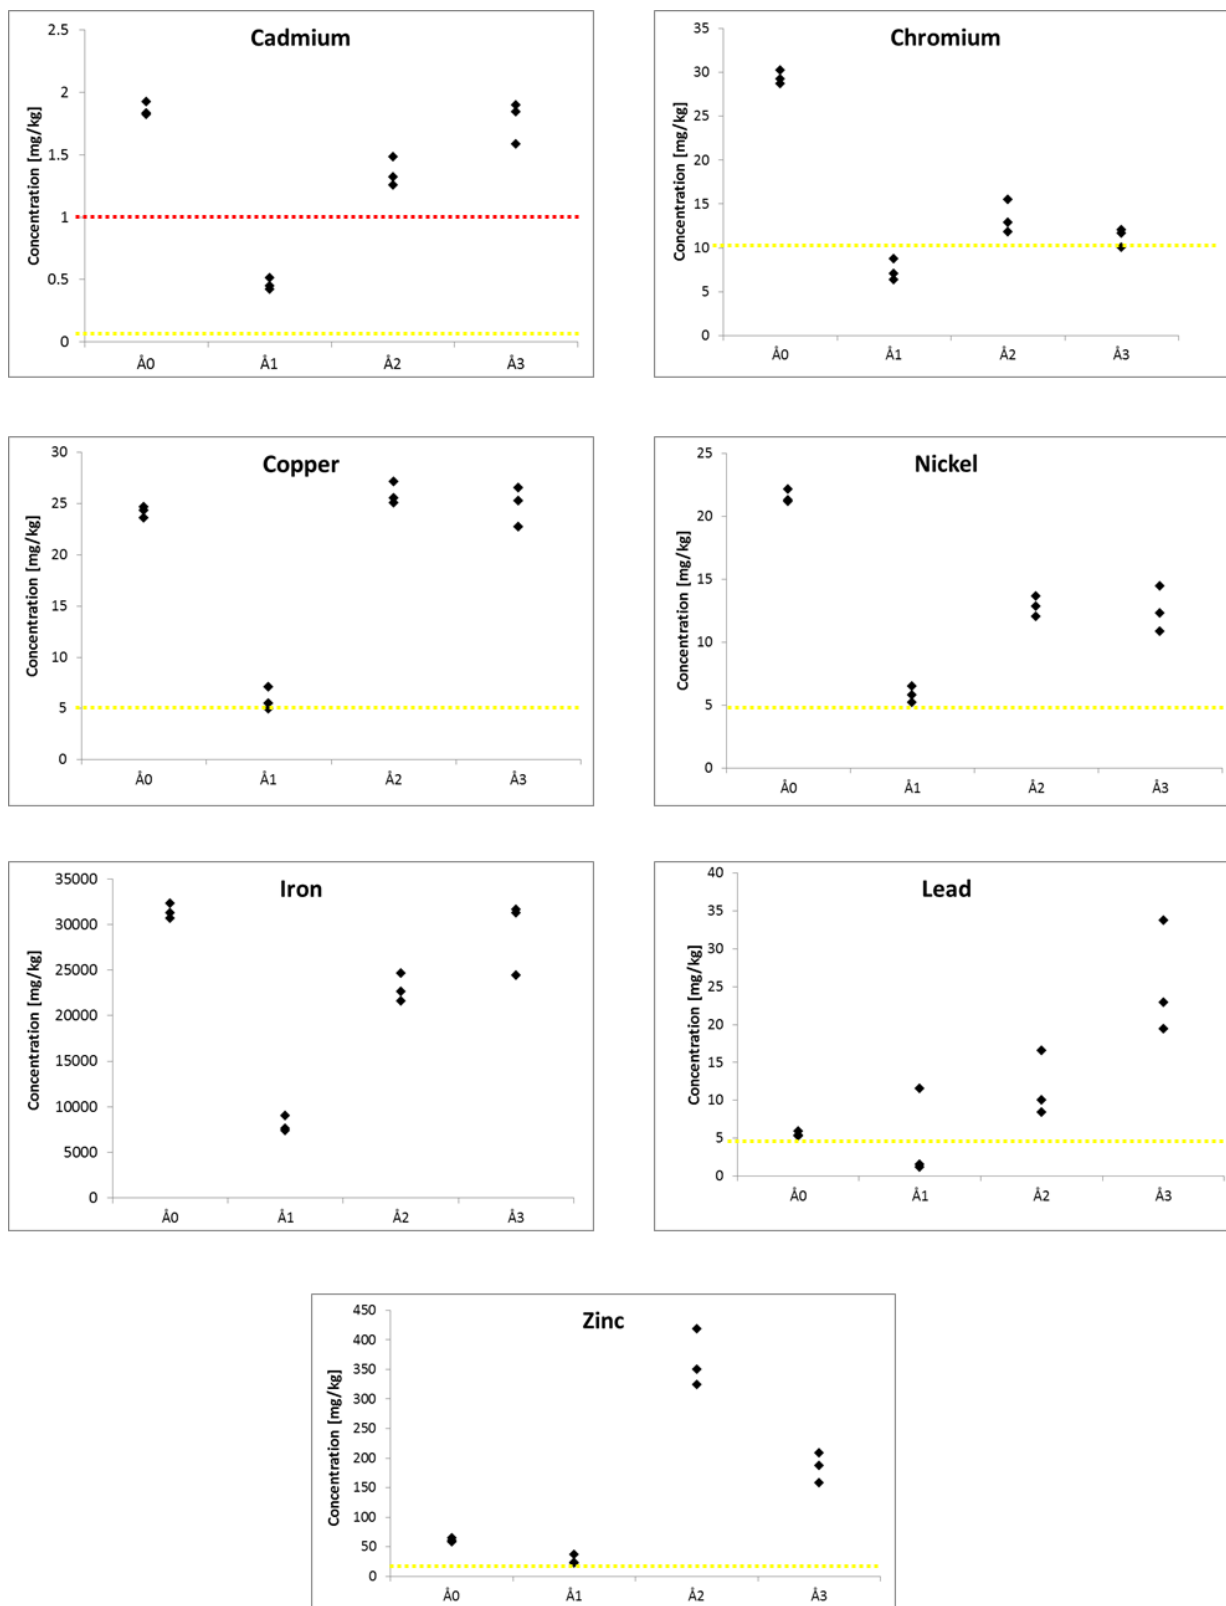 Cadmium
Concentration [mg/kg]
2.5
2
1.5
1
0.5
0
Å0 Å1 Å2 Å3
Chromium
Concentration [mg/kg]
35
30
25
20
15
10
5
0
Å0 Å1 Å2 Å3
Copper
Concentration [mg/kg]
30
25
20
15
10
5
0
Å0 Å1 Å2 Å3
Nickel
Concentration [mg/kg]
25
20
15
10
5
0
Å0 Å1 Å2 Å3
Iron
Concentration [mg/kg]
35000
30000
25000
20000
15000
10000
5000
0
Å0 Å1 Å2 Å3
Lead
Concentration [mg/kg]
40
35
30
25
20
15
10
5
0
Å0 Å1 Å2 Å3
Zinc
Concentration [mg/kg]
450
400
350
300
250
200
150
100
50
0
Å0 Å1 Å2 Å3